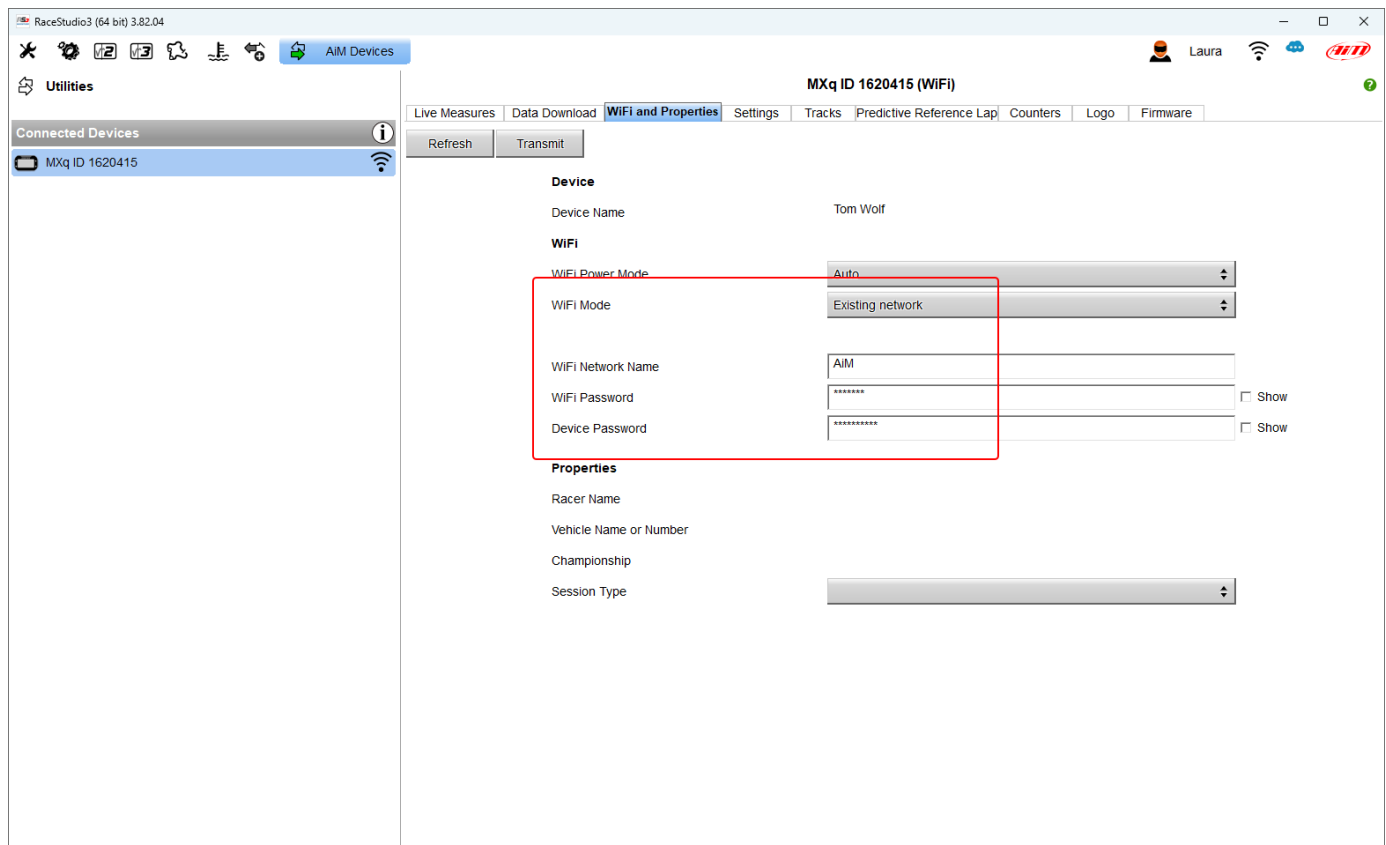 RaceStudio3 (64 bit) 3.82.04
AiM Devices
Laura
AiM
Utilities
MXq ID 1620415 (WiFi)
Live Measures Data Download WiFi and Properties Settings Tracks Predictive Reference Lap Counters Logo Firmware
Connected Devices
Refresh Transmit
MXq ID 1620415
Device
Device Name Tom Wolf
WiFi
WiFi Power Mode Auto
WiFi Mode Existing network
WiFi Network Name AiM
WiFi Password ******* Show
Device Password ********** Show
Properties
Racer Name
Vehicle Name or Number
Championship
Session Type